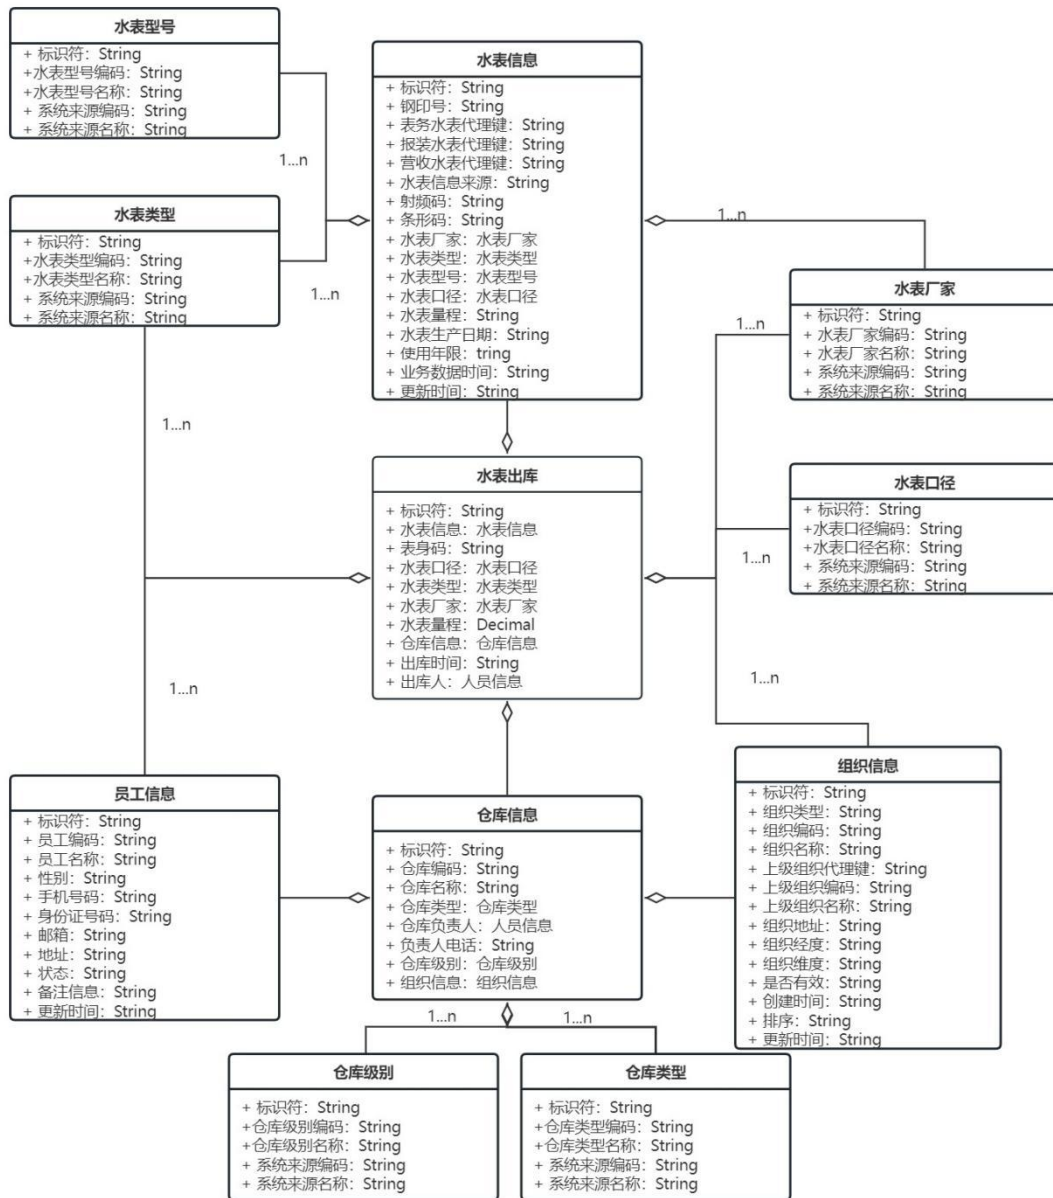 水表型号
+ 标识符：String
+水表型号编码：String
+水表型号名称：String
+ 系统来源编码：String
+ 系统来源名称：String
水表信息
+ 标识符：String
+ 钢印号：String
+ 表务水表代理键：String
+ 报装水表代理键：String
+ 营收水表代理键：String
+ 水表信息来源：String
+ 射频码：String
+ 条形码：String
+ 水表厂家：水表厂家
+ 水表类型：水表类型
+ 水表型号：水表型号
+ 水表口径：水表口径
+ 水表量程：String
+ 水表生产日期：String
+ 使用年限：tring
+ 业务数据时间：String
+ 更新时间：String
1...n
水表类型
+ 标识符：String
+水表类型编码：String
+水表类型名称：String
+ 系统来源编码：String
+ 系统来源名称：String
1...n
1...n
水表厂家
+ 标识符：String
+ 水表厂家编码：String
+ 水表厂家名称：String
+ 系统来源编码：String
+ 系统来源名称：String
1...n
1...n
水表出库
+ 标识符：String
+ 水表信息：水表信息
+ 表身码：String
+ 水表口径：水表口径
+ 水表类型：水表类型
+ 水表厂家：水表厂家
+ 水表量程：Decimal
+ 仓库信息：仓库信息
+ 出库时间：String
+ 出库人：人员信息
水表口径
+ 标识符：String
+水表口径编码：String
+水表口径名称：String
+ 系统来源编码：String
+ 系统来源名称：String
1...n
1...n
1...n
员工信息
+ 标识符：String
+ 员工编码：String
+ 员工名称：String
+ 性别：String
+ 手机号码：String
+ 身份证号码：String
+ 邮箱：String
+ 地址：String
+ 状态：String
+ 备注信息：String
+ 更新时间：String
仓库信息
+ 标识符：String
+ 仓库编码：String
+ 仓库名称：String
+ 仓库类型：仓库类型
+ 仓库负责人：人员信息
+ 负责人电话：String
+ 仓库级别：仓库级别
+ 组织信息：组织信息
组织信息
+ 标识符：String
+ 组织类型：String
+ 组织编码：String
+ 组织名称：String
+ 上级组织代理键：String
+ 上级组织编码：String
+ 上级组织名称：String
+ 组织地址：String
+ 组织经度：String
+ 组织维度：String
+ 是否有效：String
+ 创建时间：String
+ 排序：String
+ 更新时间：String
1...n
1...n
仓库级别
+ 标识符：String
+仓库级别编码：String
+仓库级别名称：String
+ 系统来源编码：String
+ 系统来源名称：String
仓库类型
+ 标识符：String
+仓库类型编码：String
+仓库类型名称：String
+ 系统来源编码：String
+ 系统来源名称：String